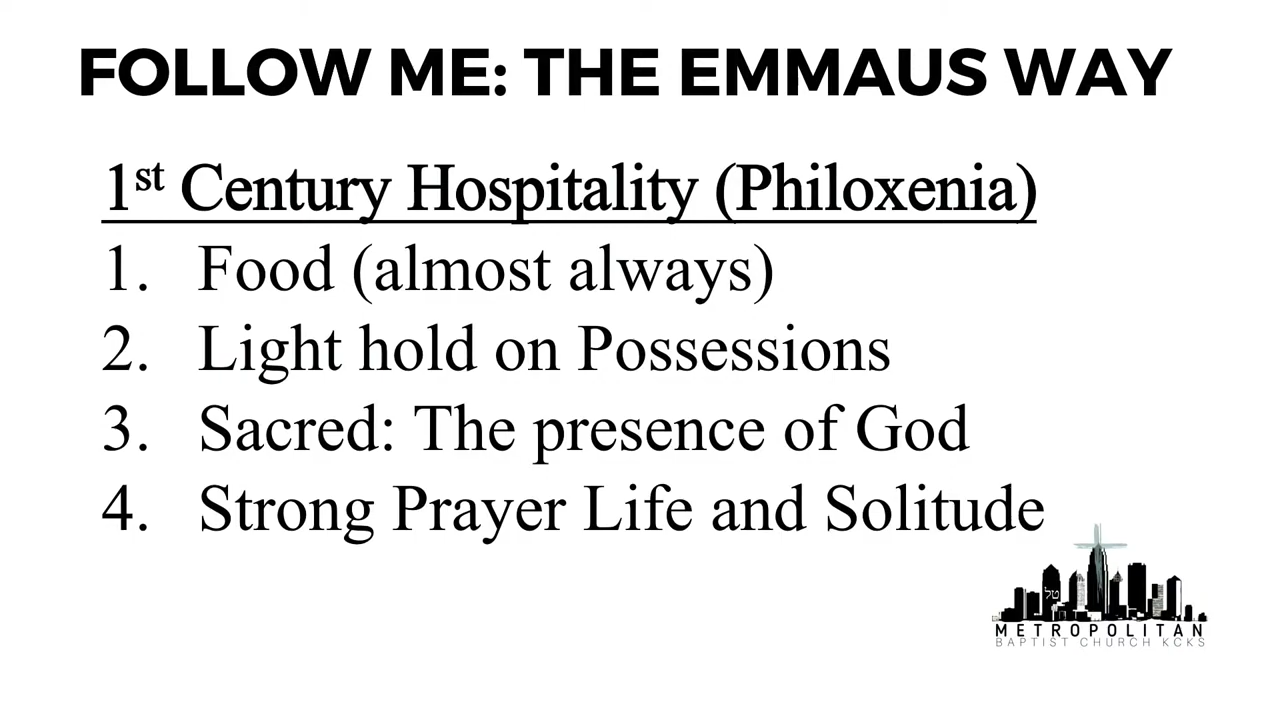 FOLLOW ME: THE EMMAUS WAY
1st Century Hospitality (Philoxenia)
1. Food (almost always)
2. Light hold on Possessions
3. Sacred: The presence of God
4. Strong Prayer Life and Solitude
טל
METROPOLITAN
BAPTIST CHURCH KCKS